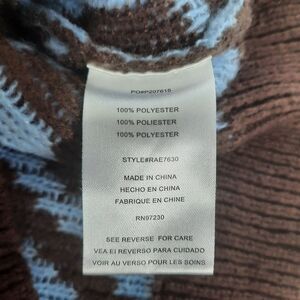 PO#P207615
100% POLYESTER
100% POLIESTER
100% POLYESTER
STYLE#RAE7630
MADE IN CHINA
HECHO EN CHINA
FABRIQUE EN CHINE
RN97230
SEE REVERSE FOR CARE
VEA EI REVERSO PARA CUIDADO
VOIR AU VERSO POUR LES SOINS